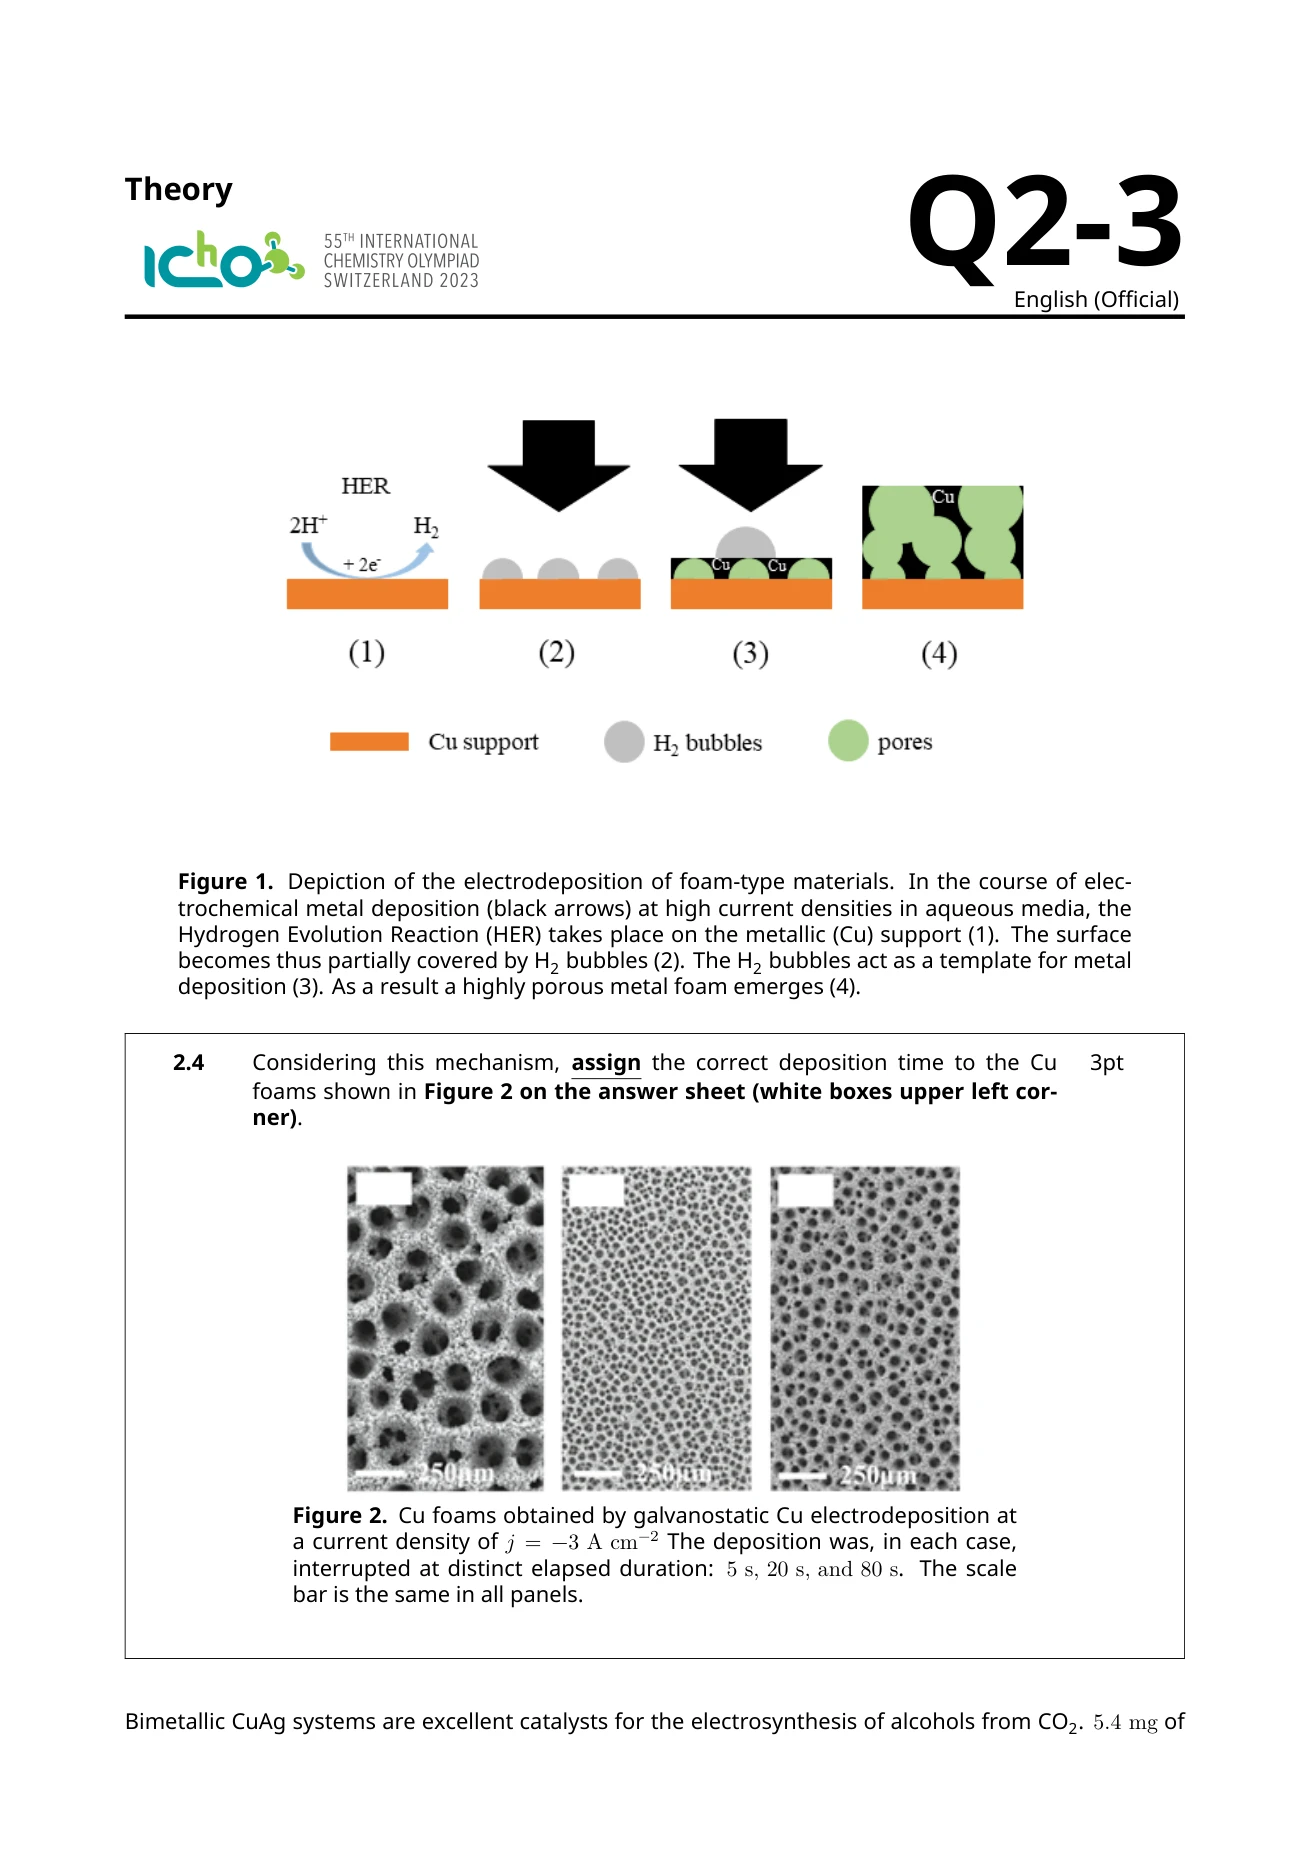 Theory
Q2-3
IChO
55TH INTERNATIONAL
CHEMISTRY OLYMPIAD
SWITZERLAND 2023
English (Official)
HER
2H+
H2
+ 2e-
Cu
Cu
Cu
(1)
(2)
(3)
(4)
Cu support
H2 bubbles
pores
Figure 1. Depiction of the electrodeposition of foam-type materials. In the course of elec-
trochemical metal deposition (black arrows) at high current densities in aqueous media, the
Hydrogen Evolution Reaction (HER) takes place on the metallic (Cu) support (1). The surface
becomes thus partially covered by H2 bubbles (2). The H2 bubbles act as a template for metal
deposition (3). As a result a highly porous metal foam emerges (4).
2.4 Considering this mechanism, assign the correct deposition time to the Cu 3pt
foams shown in Figure 2 on the answer sheet (white boxes upper left cor-
ner).
250μm
250μm
250μm
Figure 2. Cu foams obtained by galvanostatic Cu electrodeposition at
a current density of j = −3 A cm−2 The deposition was, in each case,
interrupted at distinct elapsed duration: 5 s, 20 s, and 80 s. The scale
bar is the same in all panels.
Bimetallic CuAg systems are excellent catalysts for the electrosynthesis of alcohols from CO2. 5.4 mg of